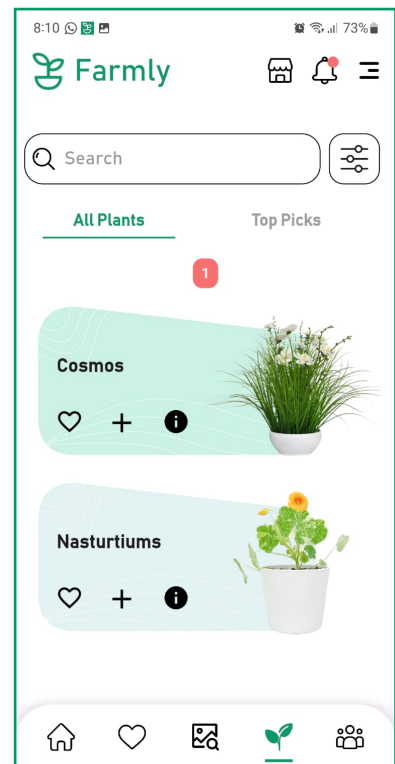 8:10 73%
Farmly
Search
All Plants Top Picks
1
Cosmos
i
Nasturtiums
i